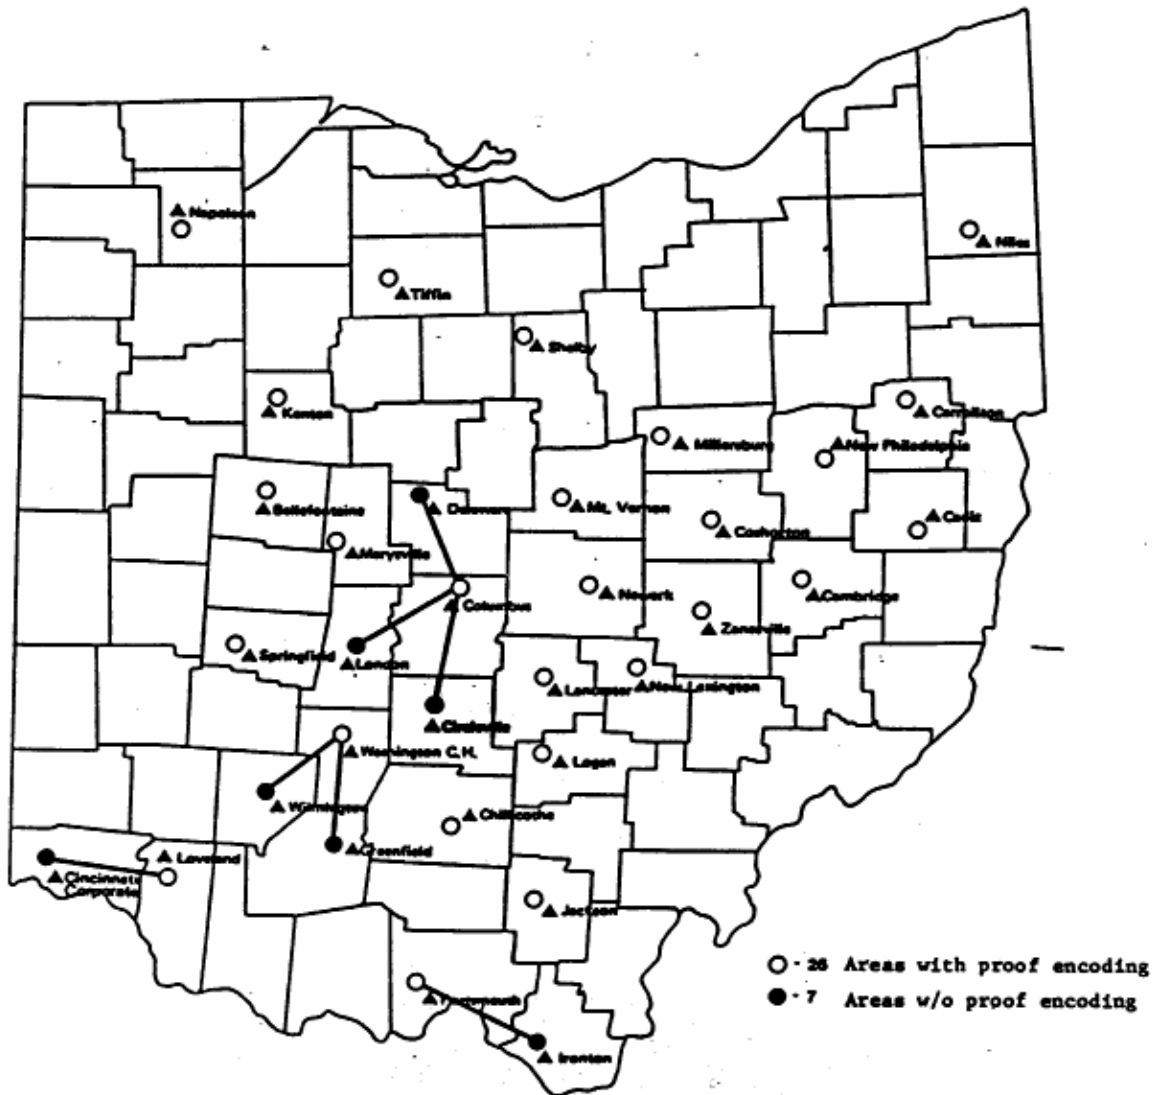 Napoleon
Niles
Tiffin
Shelby
Kenton
Carrollton
Millersburg
New Philadelphia
Bellefontaine
Delaware
Mt. Vernon
Coshocton
Cadiz
Marysville
Columbus
Newark
Cambridge
Zanesville
Springfield
London
Lancaster
New Lexington
Circleville
Washington C.H.
Logan
Wilmington
Chillicothe
Greenfield
Loveland
Cincinnati
Corporate
Jackson
- 26 Areas with proof encoding
- 7 Areas w/o proof encoding
Portsmouth
Ironton